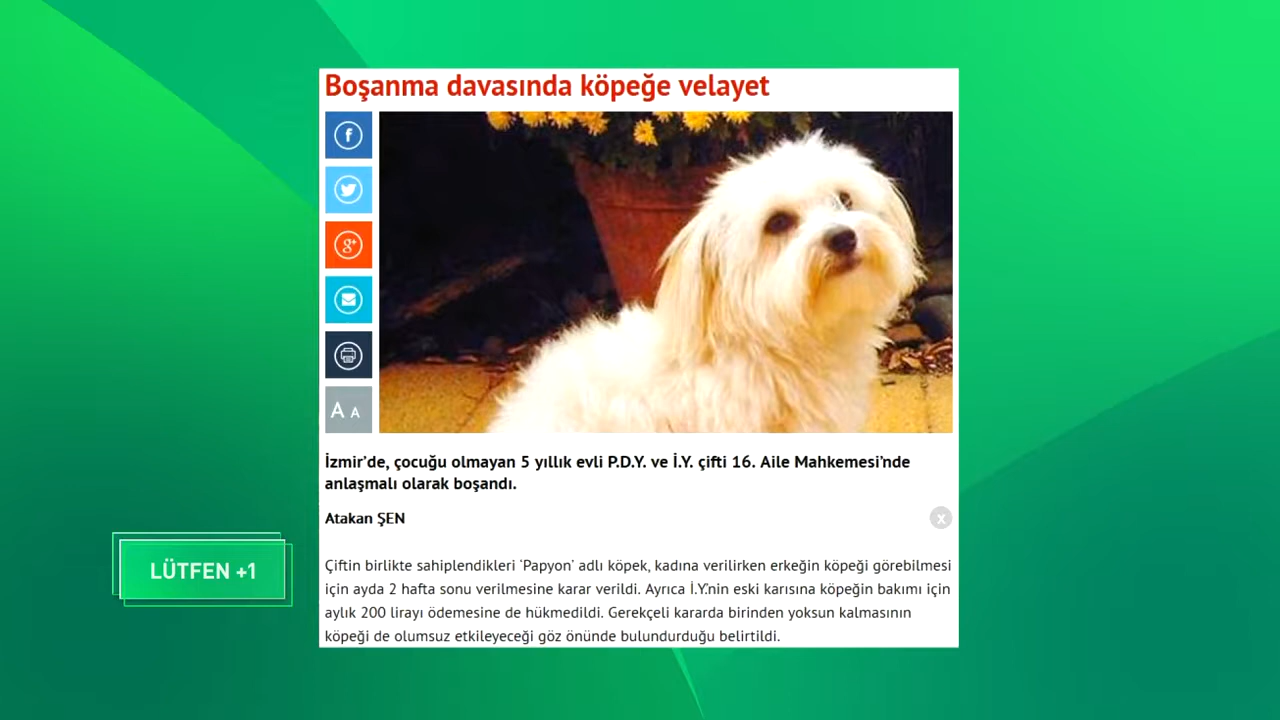 Boşanma davasında köpeğe velayet
f
g+
A A
İzmir’de, çocuğu olmayan 5 yıllık evli P.D.Y. ve İ.Y. çifti 16. Aile Mahkemesi’nde
anlaşmalı olarak boşandı.
Atakan ŞEN
x
Çiftin birlikte sahiplendikleri ‘Papyon’ adlı köpek, kadına verilirken erkeğin köpeği görebilmesi
için ayda 2 hafta sonu verilmesine karar verildi. Ayrıca İ.Y.’nin eski karısına köpeğin bakımı için
aylık 200 lirayı ödemesine de hükmedildi. Gerekçeli kararda birinden yoksun kalmasının
köpeği de olumsuz etkileyeceği göz önünde bulundurduğu belirtildi.
LÜTFEN +1